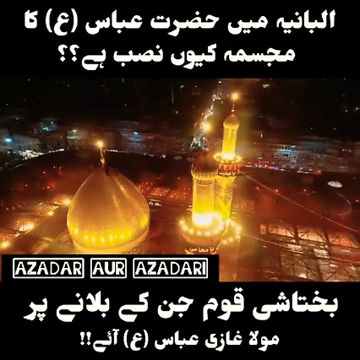 البانیہ میں حضرت عباس (ع) کا
مجسمہ کیوں نصب ہے؟؟
AZADAR AUR AZADARI
بختاشی قوم جن کے بلانے پر
مولا غازی عباس (ع) آئے!!